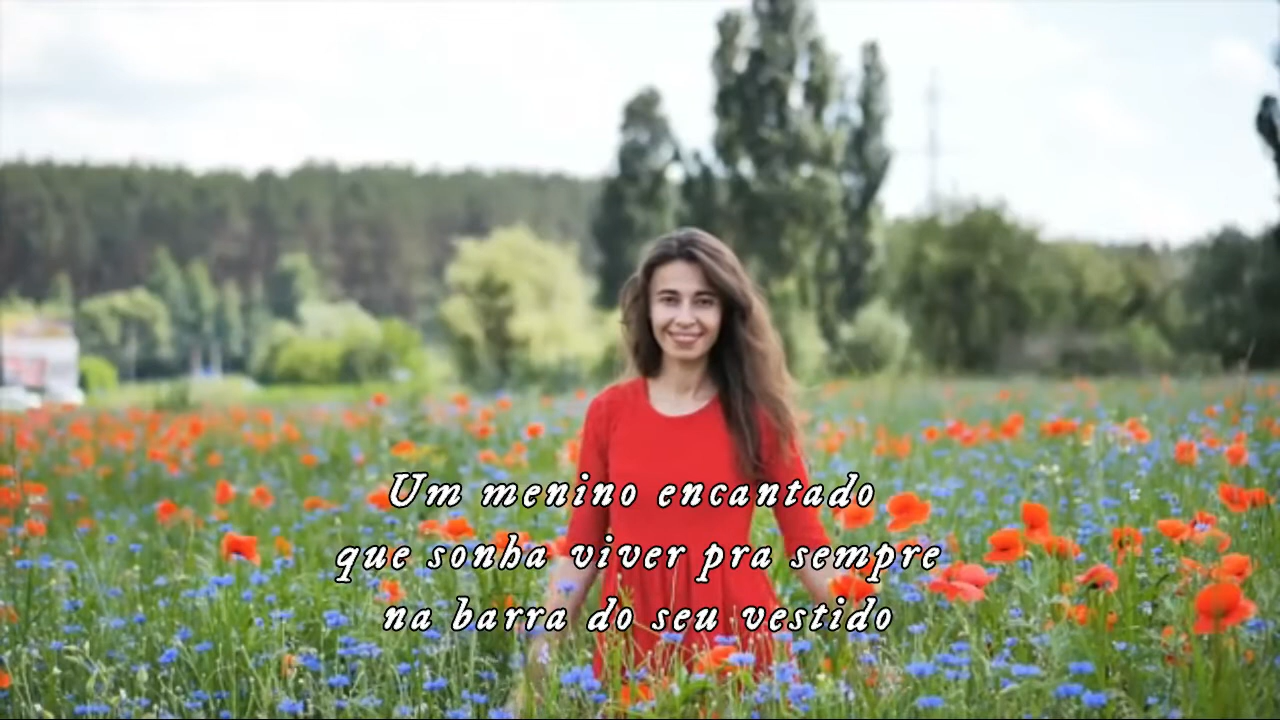 Um menino encantado
que sonha viver pra sempre
na barra do seu vestido